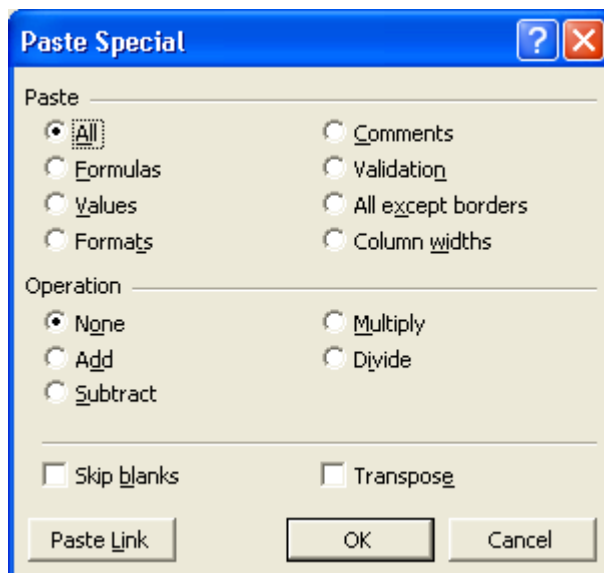 Paste Special
Paste
All Comments
Formulas Validation
Values All except borders
Formats Column widths
Operation
None Multiply
Add Divide
Subtract
Skip blanks Transpose
Paste Link OK Cancel